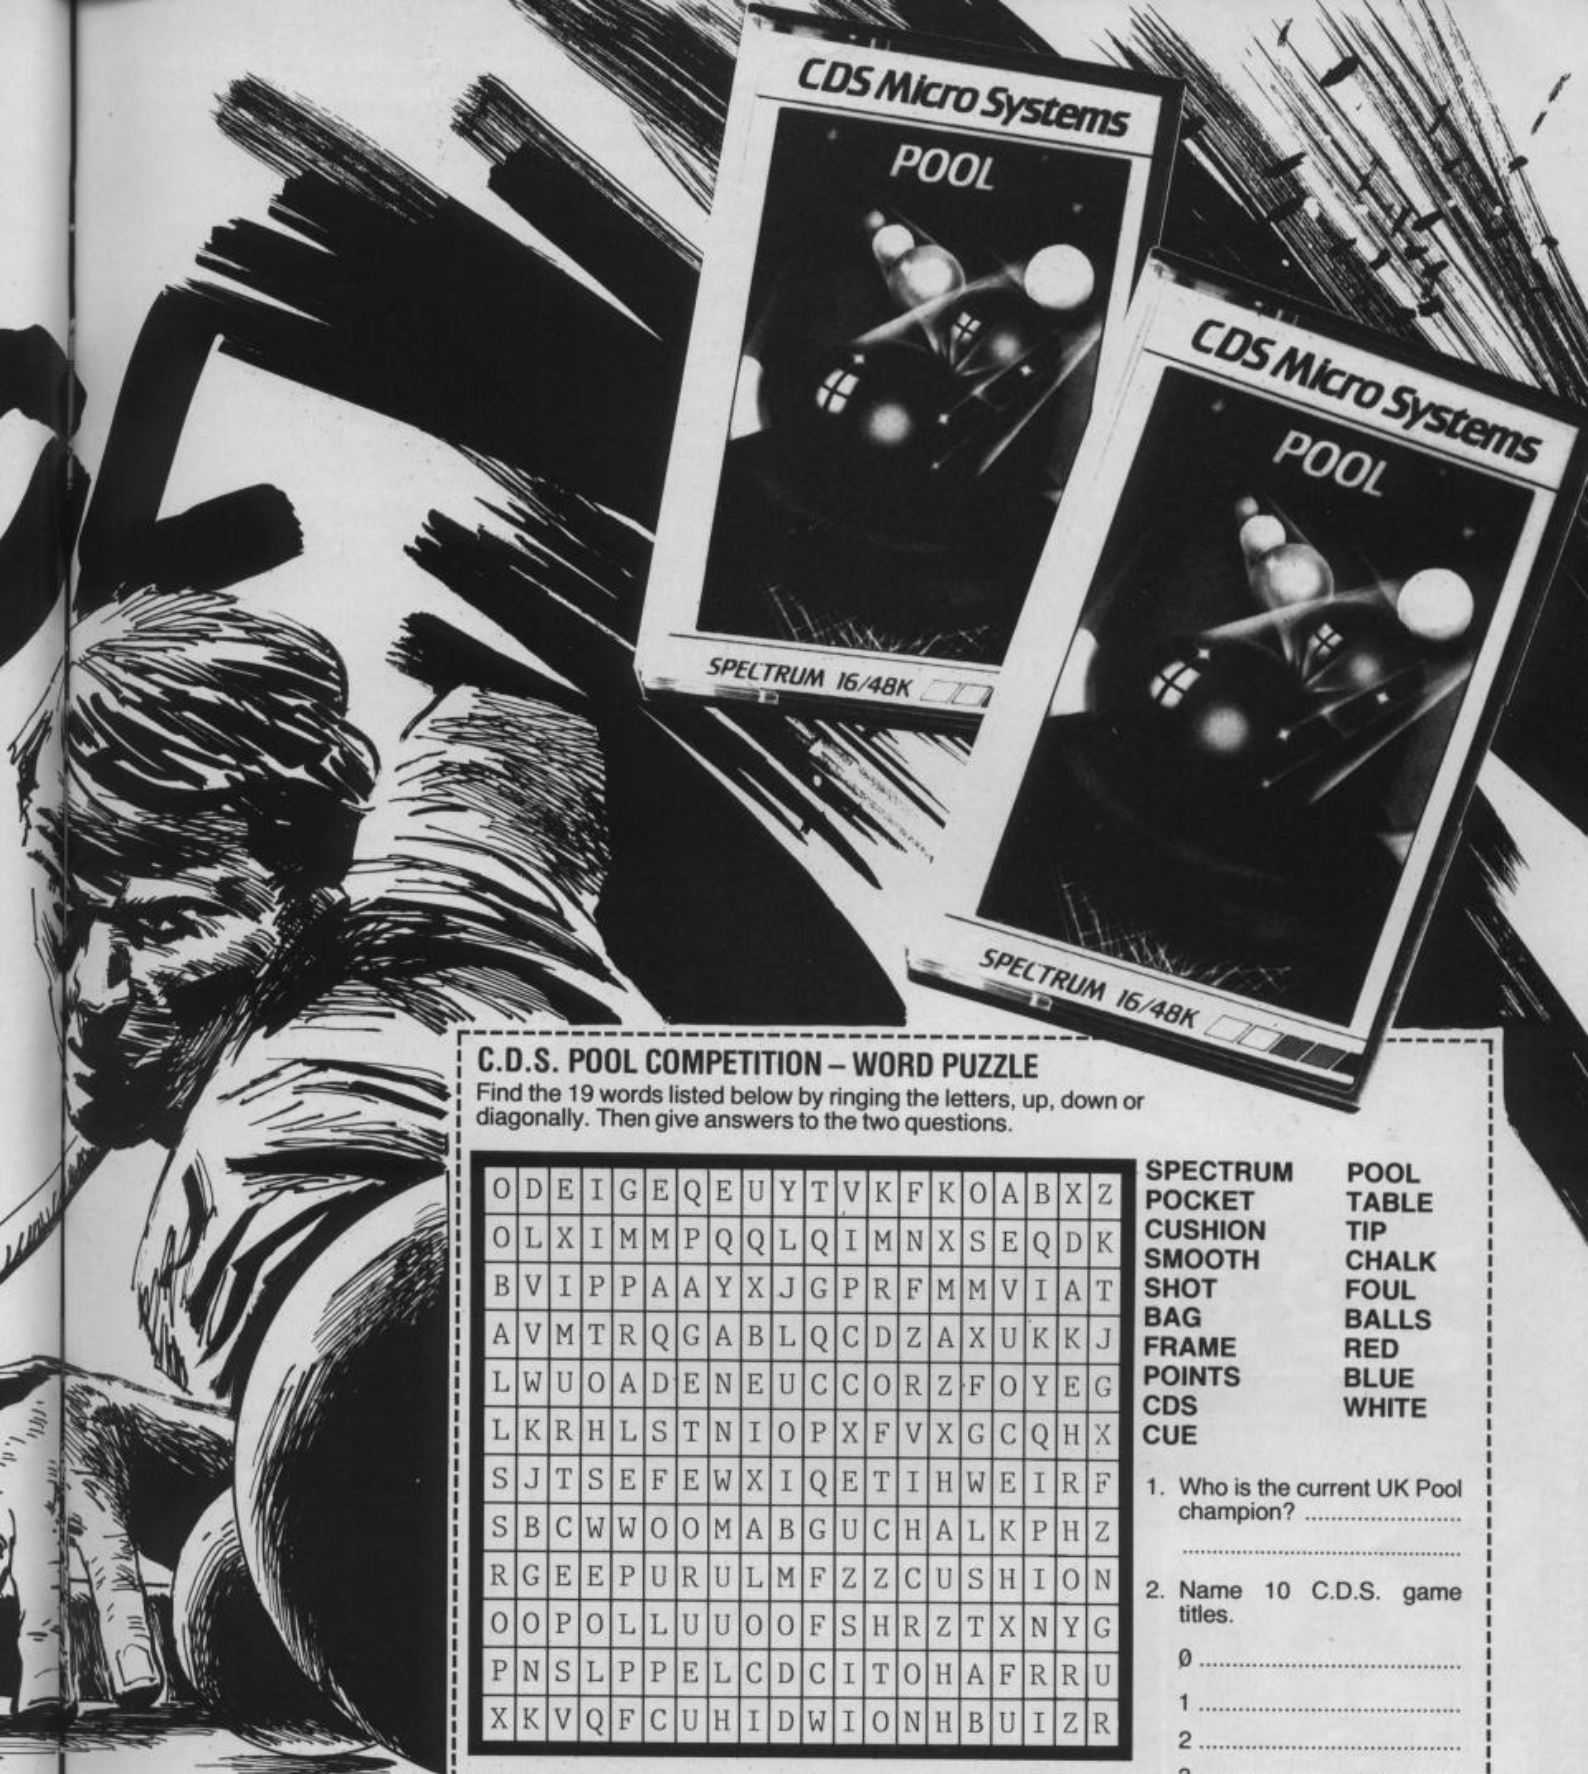 CDS Micro Systems
POOL
SPECTRUM 16/48K
CDS Micro Systems
POOL
SPECTRUM 16/48K
C.D.S. POOL COMPETITION – WORD PUZZLE
Find the 19 words listed below by ringing the letters, up, down or
diagonally. Then give answers to the two questions.
O D E I G E Q E U Y T V K F K O A B X Z
O L X I M M P Q Q L Q I M N X S E Q D K
B V I P P A A Y X J G P R F M M V I A T
A V M T R Q G A B L Q C D Z A X U K K J
L W U O A D E N E U C C O R Z F O Y E G
L K R H L S T N I O P X F V X G C Q H X
S J T S E F E W X I Q E T I H W E I R F
S B C W W O O M A B G U C H A L K P H Z
R G E E P U R U L M F Z Z C U S H I O N
O O P O L L U U O O F S H R Z T X N Y G
P N S L P P E L C D C I T O H A F R R U
X K V Q F C U H I D W I O N H B U I Z R
SPECTRUM POOL
POCKET TABLE
CUSHION TIP
SMOOTH CHALK
SHOT FOUL
BAG BALLS
FRAME RED
POINTS BLUE
CDS WHITE
CUE
1. Who is the current UK Pool
champion? ..........................
..............................................
2. Name 10 C.D.S. game
titles.
0 ............................................
1 ............................................
2 ............................................